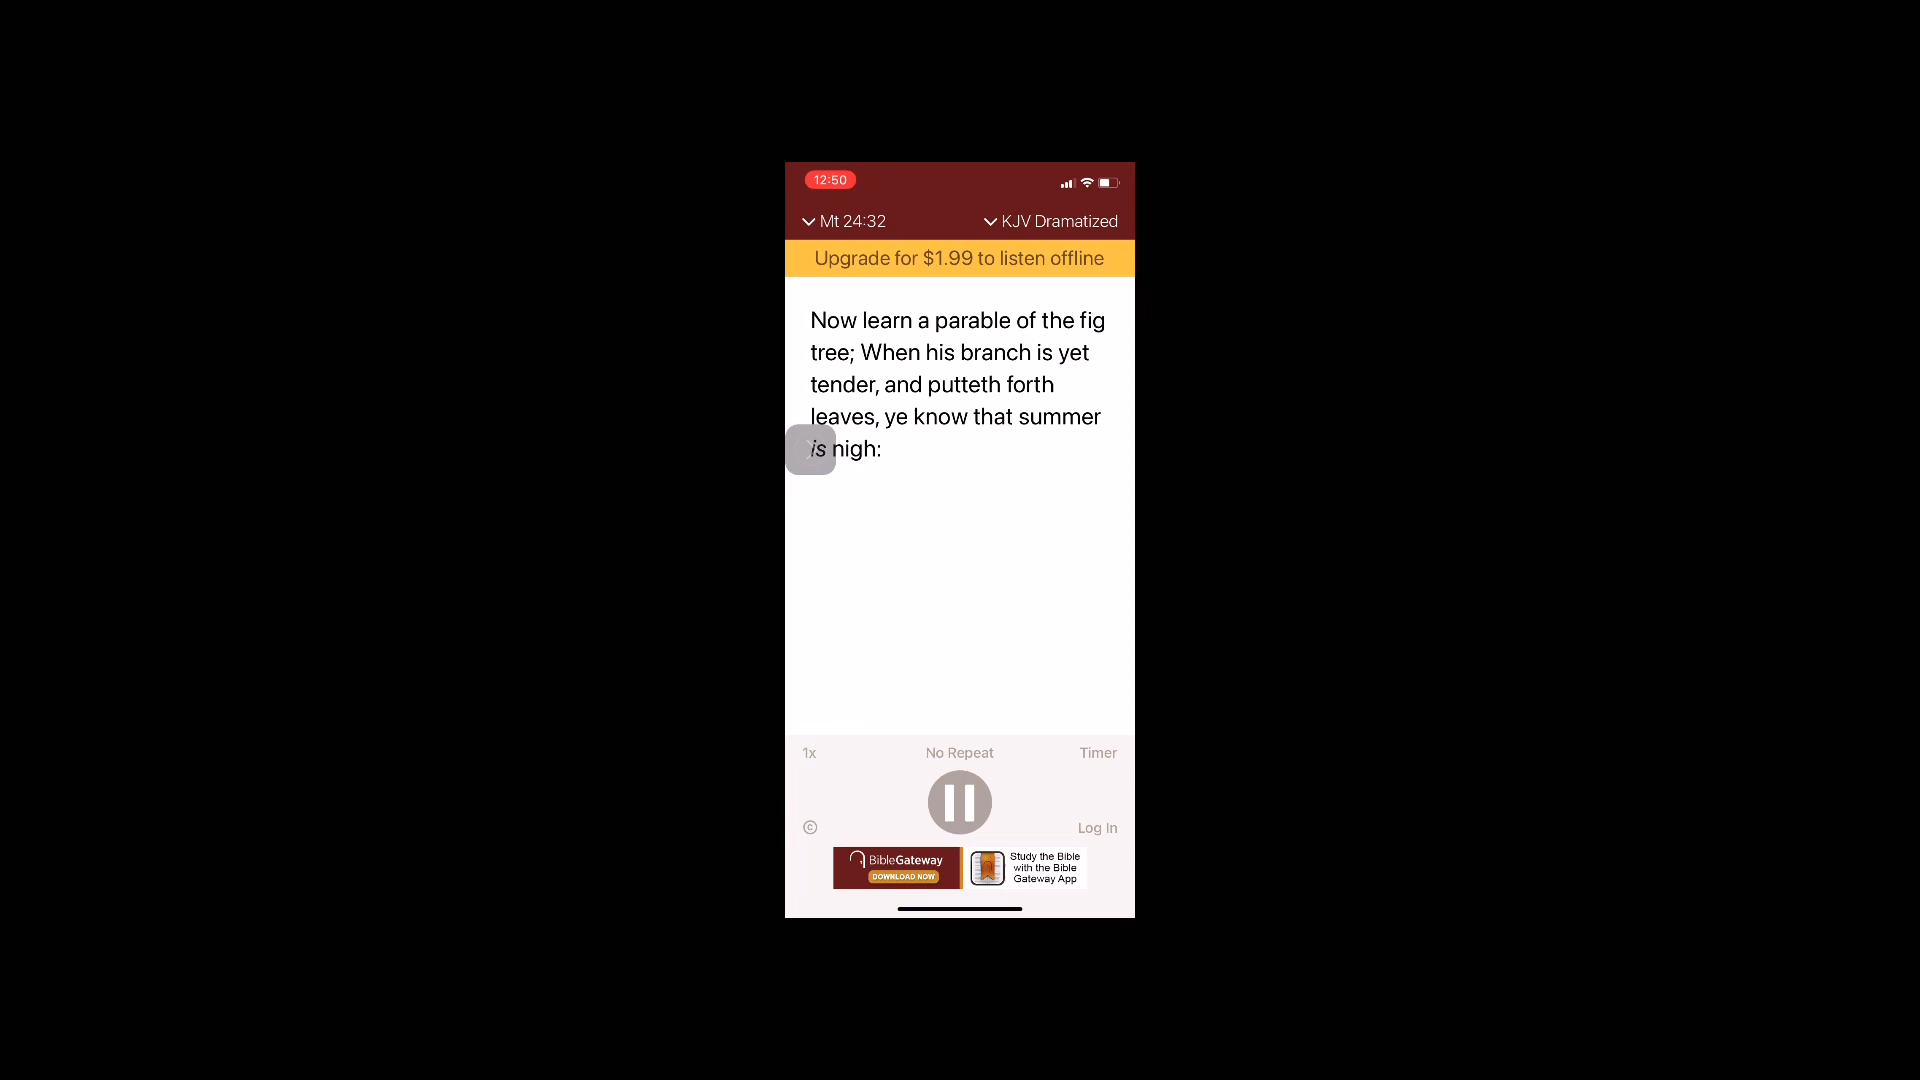 12:50
Mt 24:32
KJV Dramatized
Upgrade for $1.99 to listen offline
Now learn a parable of the fig
tree; When his branch is yet
tender, and putteth forth
leaves, ye know that summer
is nigh:
1x
No Repeat
Timer
©
Log In
BibleGateway
DOWNLOAD NOW
Study the Bible
with the Bible
Gateway App